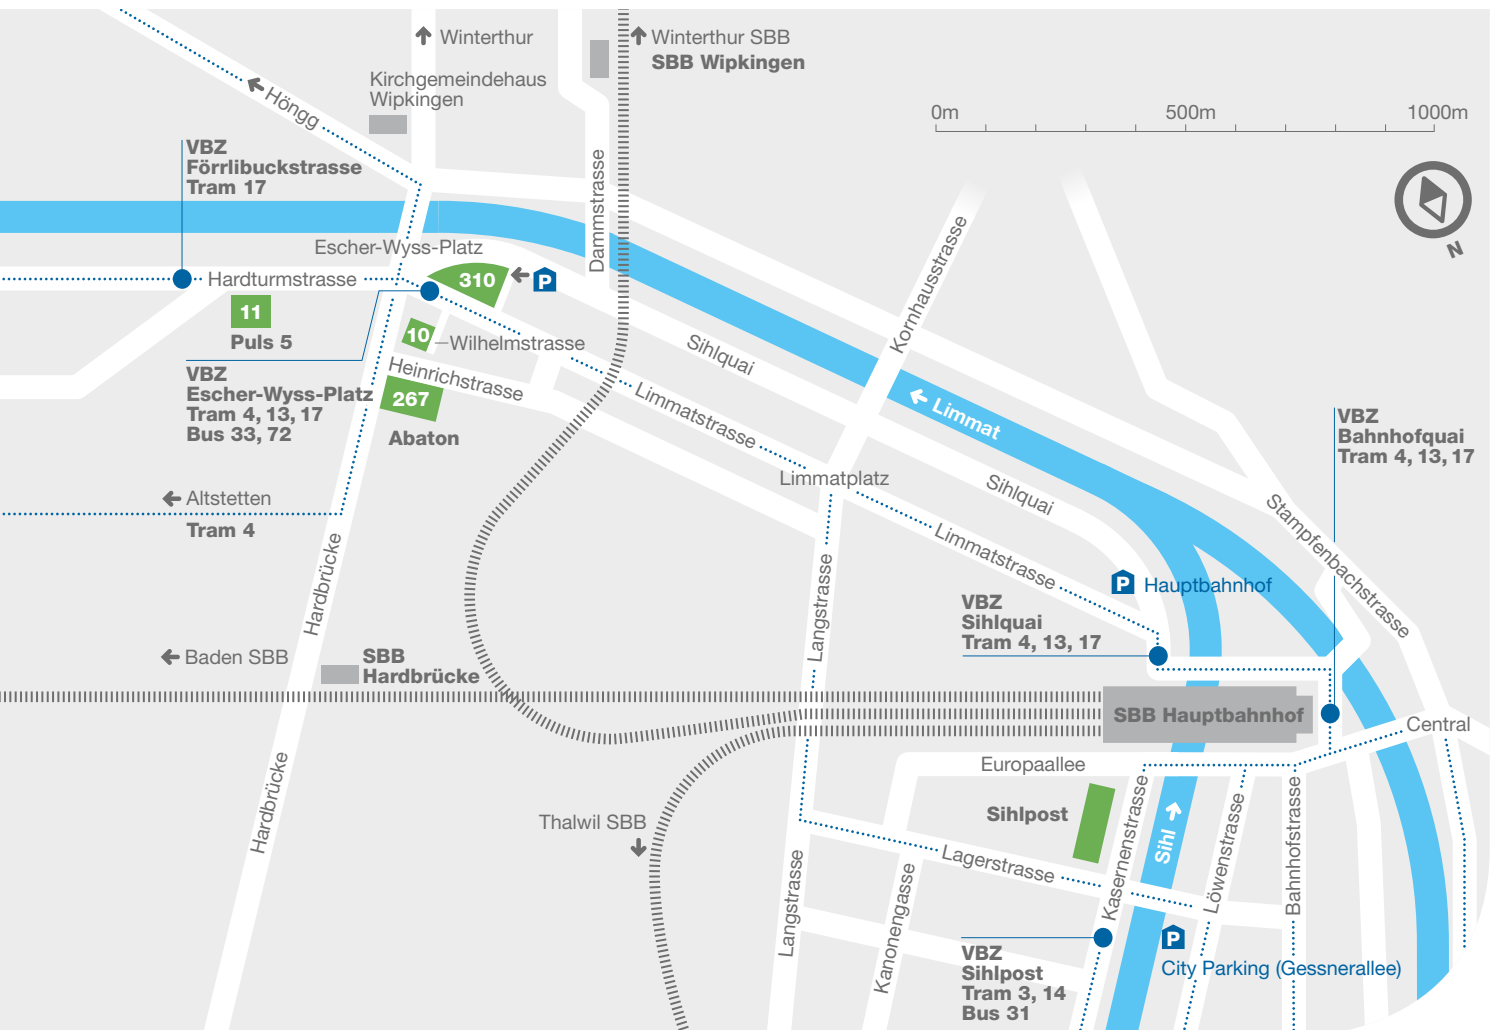 Winterthur
Winterthur SBB
SBB Wipkingen
Kirchgemeindehaus
Wipkingen
Höngg
0m
500m
1000m
VBZ
Förrlibuckstrasse
Tram 17
Dammstrasse
N
Escher-Wyss-Platz
Hardturmstrasse
310
P
11
Puls 5
10
Wilhelmstrasse
Kornhausstrasse
Sihlquai
VBZ
Escher-Wyss-Platz
Tram 4, 13, 17
Bus 33, 72
Heinrichstrasse
267
Abaton
Limmatstrasse
Limmat
VBZ
Bahnhofquai
Tram 4, 13, 17
Limmatplatz
Sihlquai
Altstetten
Tram 4
Limmatstrasse
Stampfenbachstrasse
Hardbrücke
Langstrasse
P
Hauptbahnhof
VBZ
Sihlquai
Tram 4, 13, 17
Baden SBB
SBB
Hardbrücke
SBB Hauptbahnhof
Central
Hardbrücke
Europaallee
Thalwil SBB
Sihlpost
Kasernenstrasse
Sihl
Löwenstrasse
Bahnhofstrasse
Lagerstrasse
Langstrasse
Kanonengasse
VBZ
Sihlpost
Tram 3, 14
Bus 31
P
City Parking (Gessnerallee)